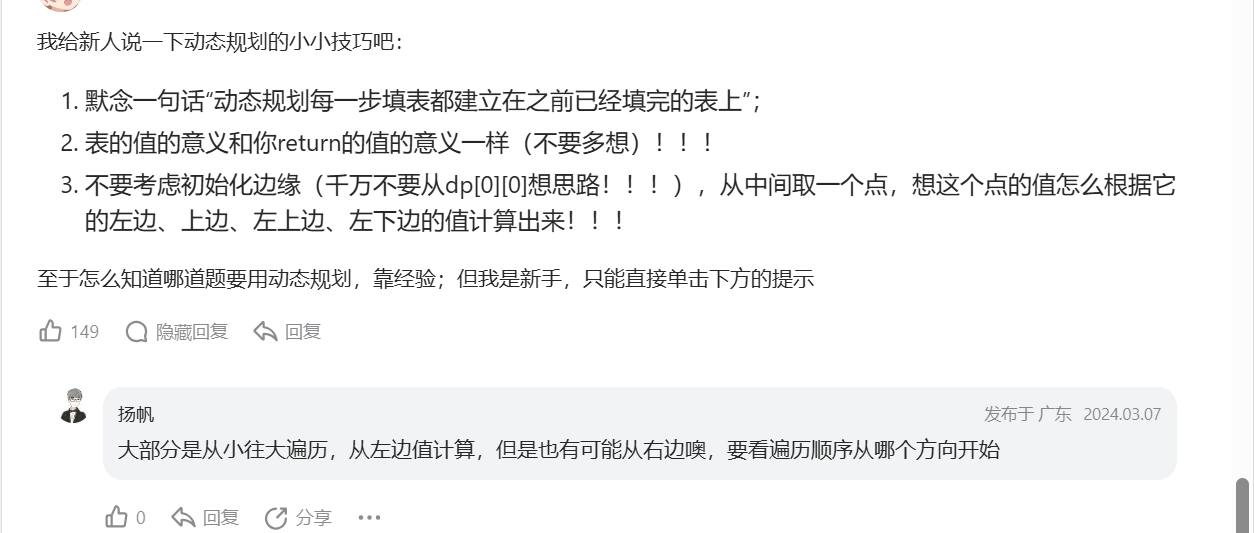 我给新人说一下动态规划的小小技巧吧：
1. 默念一句话“动态规划每一步填表都建立在之前已经填完的表上”；
2. 表的值的意义和你return的值的意义一样（不要多想）！！！
3. 不要考虑初始化边缘（千万不要从dp[0][0]想思路！！！），从中间取一个点，想这个点的值怎么根据它
的左边、上边、左上边、左下边的值计算出来！！！
至于怎么知道哪道题要用动态规划，靠经验；但我是新手，只能直接单击下方的提示
149 隐藏回复 回复
扬帆 发布于 广东 2024.03.07
大部分是从小往大遍历，从左边值计算，但是也有可能从右边噢，要看遍历顺序从哪个方向开始
0 回复 分享